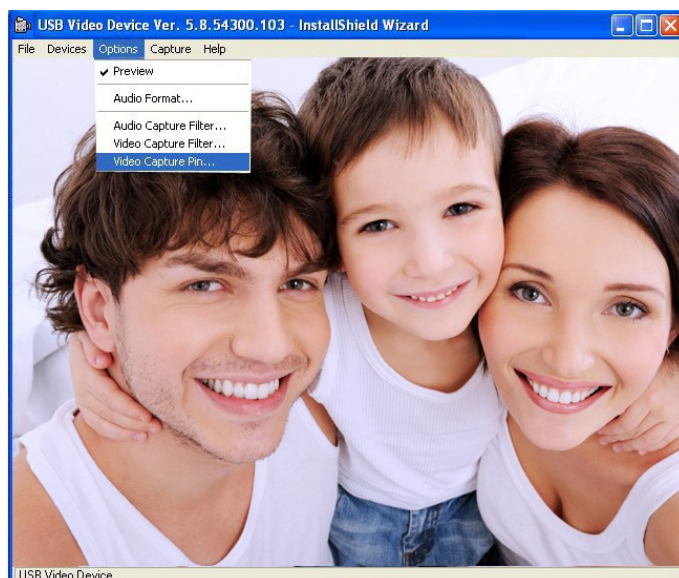 USB Video Device Ver. 5.8.54300.103 - InstallShield Wizard
File Devices Options Capture Help
Preview
Audio Format...
Audio Capture Filter...
Video Capture Filter...
Video Capture Pin...
USB Video Device